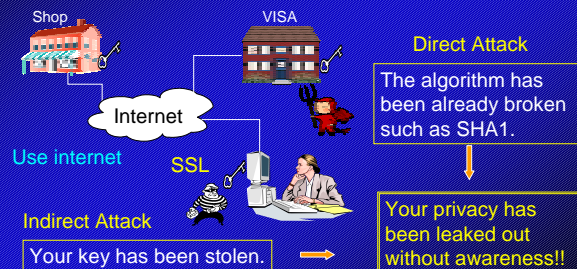 Shop
VISA
Direct Attack
The algorithm has
been already broken
such as SHA1.
Internet
Use internet
SSL
Indirect Attack
Your key has been stolen.
Your privacy has
been leaked out
without awareness!!